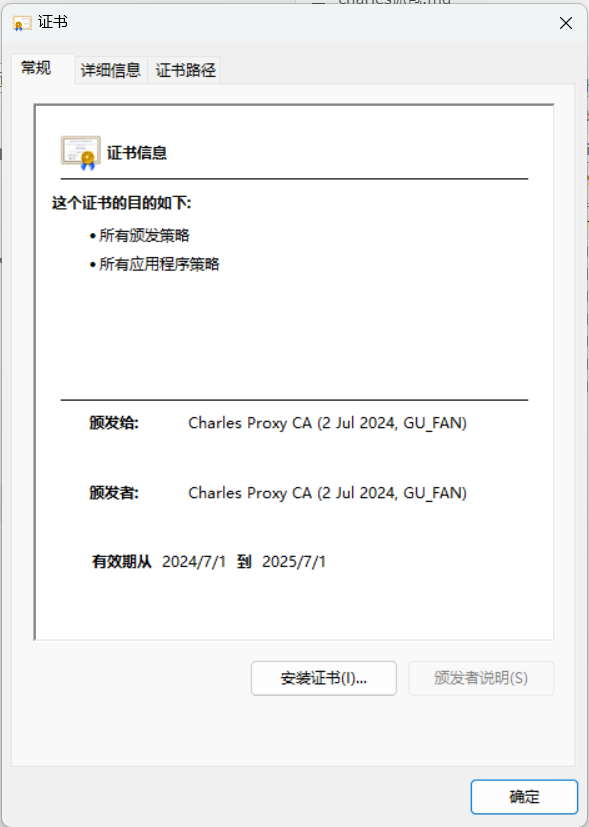 证书
常规
详细信息
证书路径
证书信息
这个证书的目的如下:
• 所有颁发策略
• 所有应用程序策略
颁发给: Charles Proxy CA (2 Jul 2024, GU_FAN)
颁发者: Charles Proxy CA (2 Jul 2024, GU_FAN)
有效期从 2024/7/1 到 2025/7/1
安装证书(I)...
颁发者说明(S)
确定